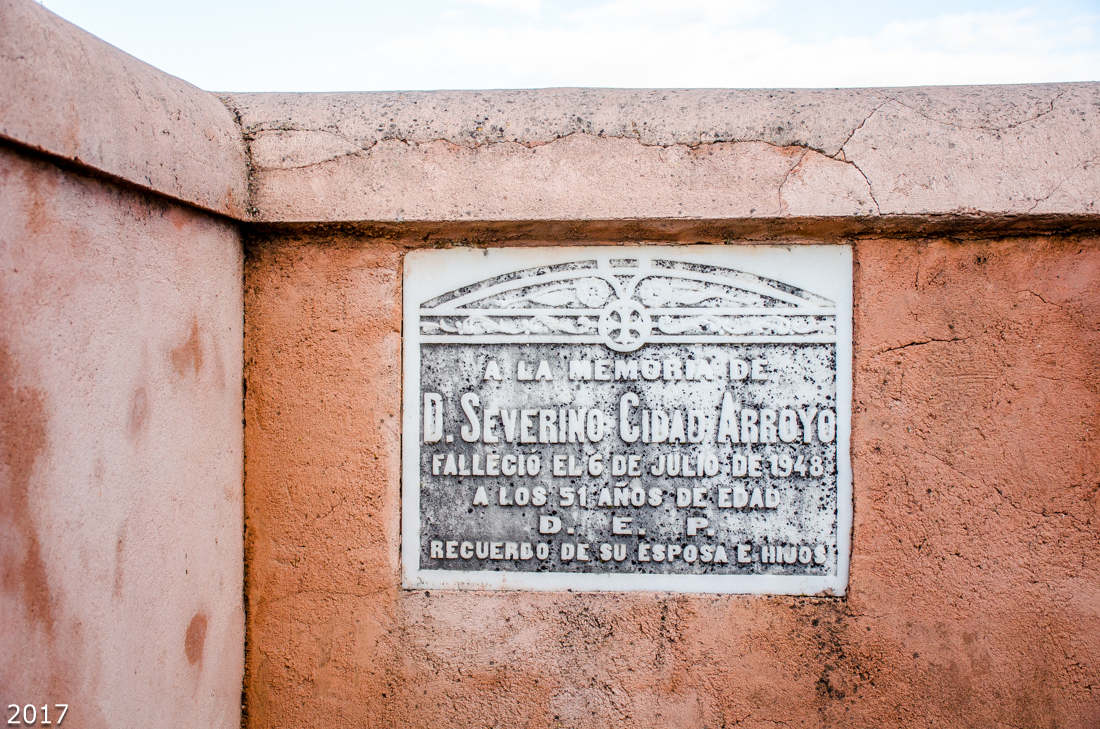 A LA MEMORIA DE
D. SEVERINO CIDAD ARROYO
FALLECIO EL 6 DE JULIO DE 1948
A LOS 51 AÑOS DE EDAD
D. E. P.
RECUERDO DE SU ESPOSA E HIJOS
2017